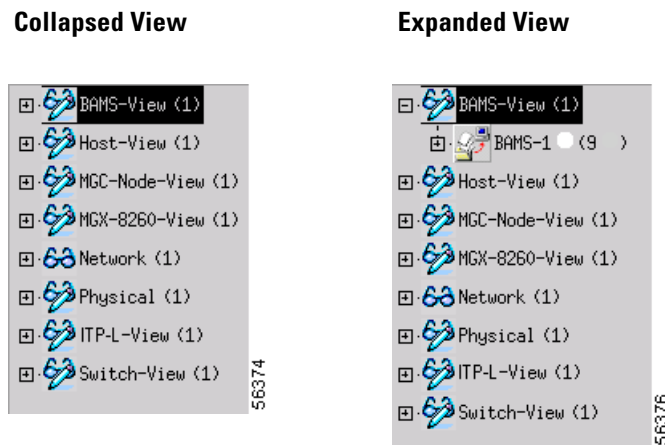 Collapsed View
BAMS-View (1)
Host-View (1)
MGC-Node-View (1)
MGX-8260-View (1)
Network (1)
Physical (1)
ITP-L-View (1)
Switch-View (1)
56374
Expanded View
BAMS-View (1)
BAMS-1 (9 )
Host-View (1)
MGC-Node-View (1)
MGX-8260-View (1)
Network (1)
Physical (1)
ITP-L-View (1)
Switch-View (1)
56376